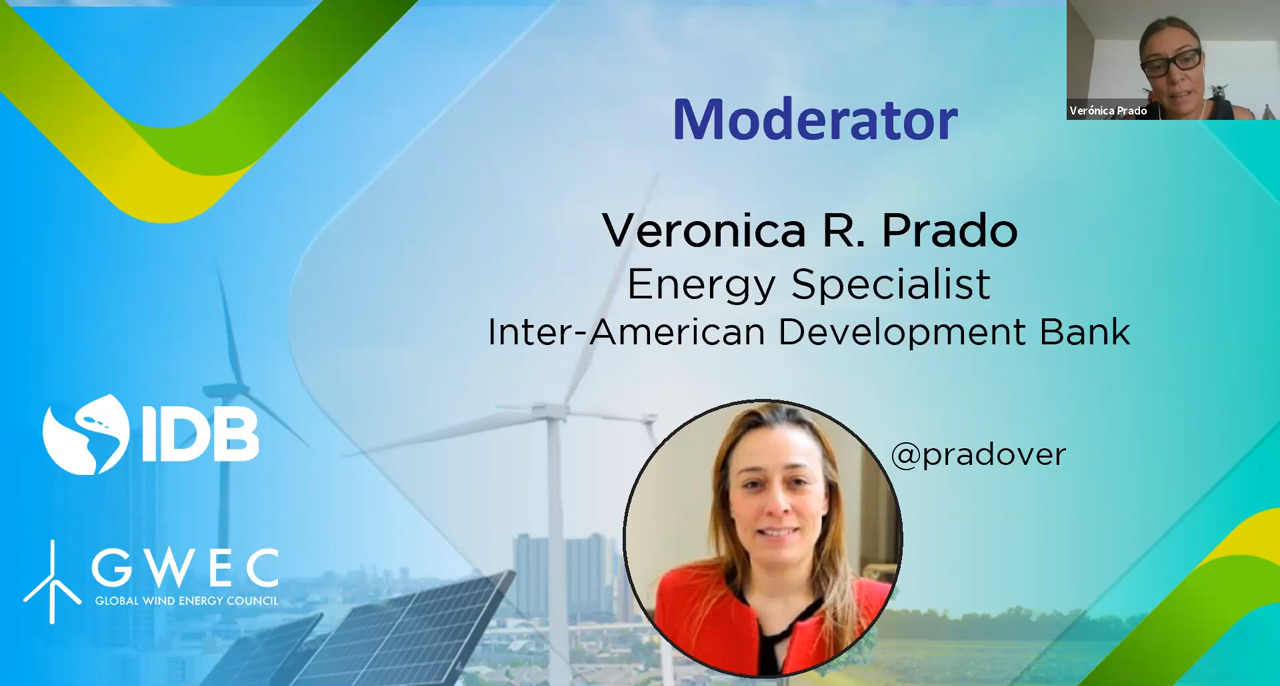 Moderator
Verónica Prado
Veronica R. Prado
Energy Specialist
Inter-American Development Bank
@pradover
IDB
GWEC
GLOBAL WIND ENERGY COUNCIL